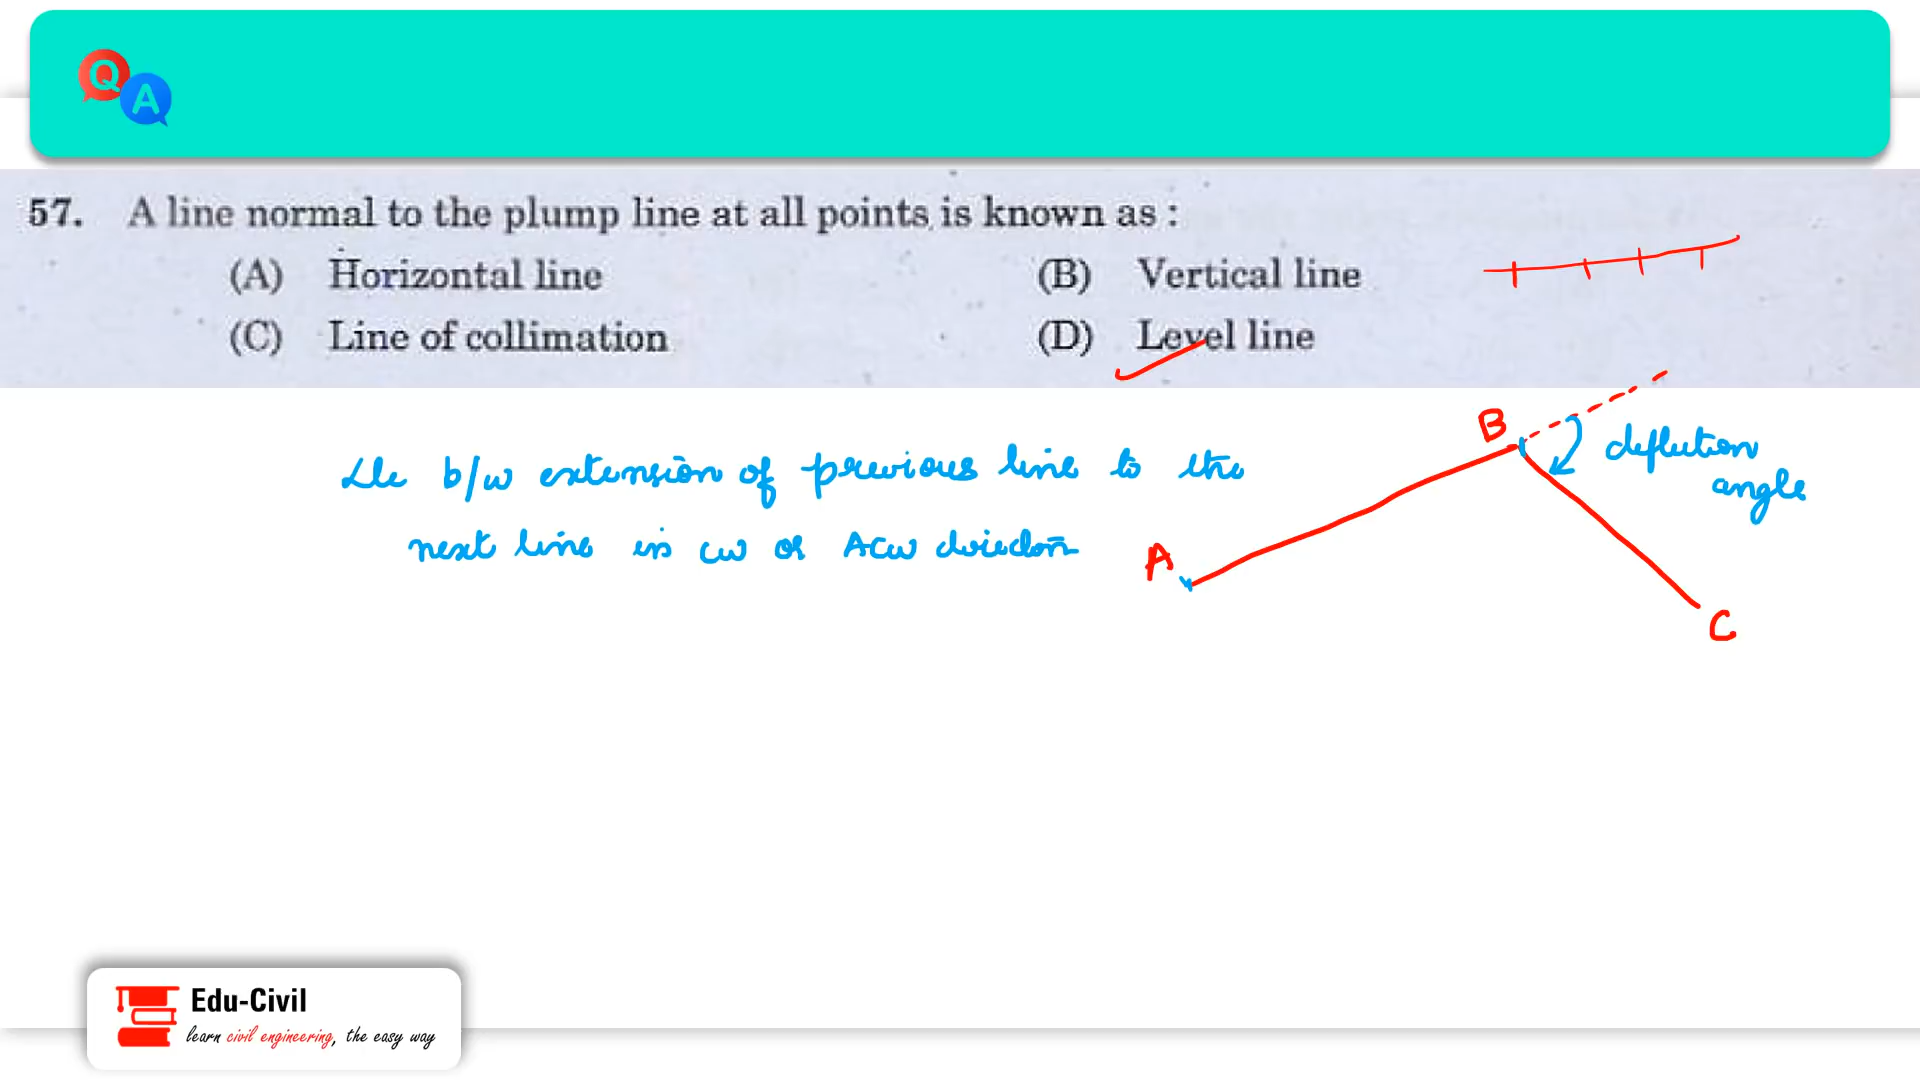 Q A
57. A line normal to the plump line at all points is known as :
(A) Horizontal line (B) Vertical line
(C) Line of collimation (D) Level line
b/w extension of previous line to the
next line in cw or Acw direction
B
deflection
angle
A
C
Edu-Civil
learn civil engineering, the easy way